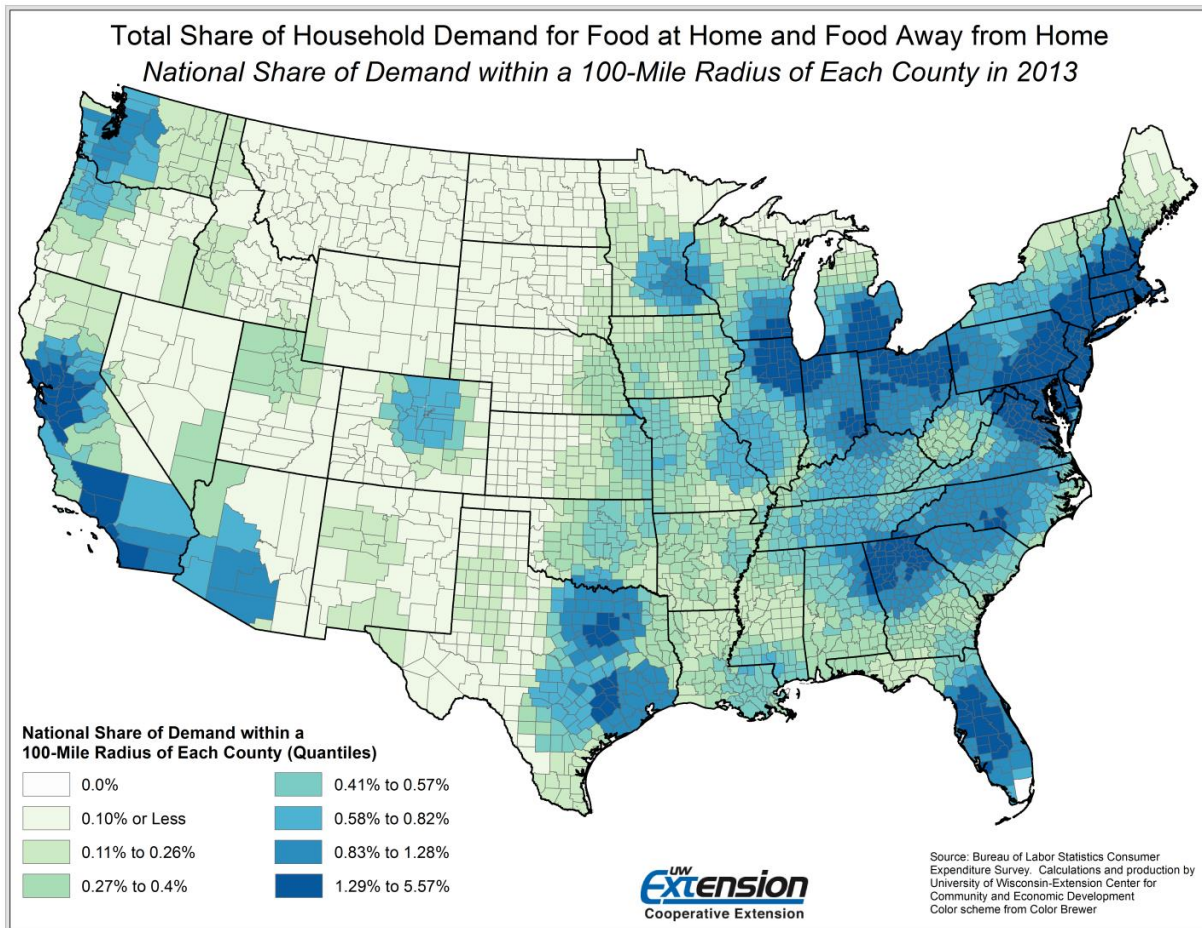 Total Share of Household Demand for Food at Home and Food Away from Home
National Share of Demand within a 100-Mile Radius of Each County in 2013
National Share of Demand within a
100-Mile Radius of Each County (Quantiles)
0.0%
0.10% or Less
0.11% to 0.26%
0.27% to 0.4%
0.41% to 0.57%
0.58% to 0.82%
0.83% to 1.28%
1.29% to 5.57%
UW
Extension
Cooperative Extension
Source: Bureau of Labor Statistics Consumer
Expenditure Survey. Calculations and production by
University of Wisconsin-Extension Center for
Community and Economic Development
Color scheme from Color Brewer